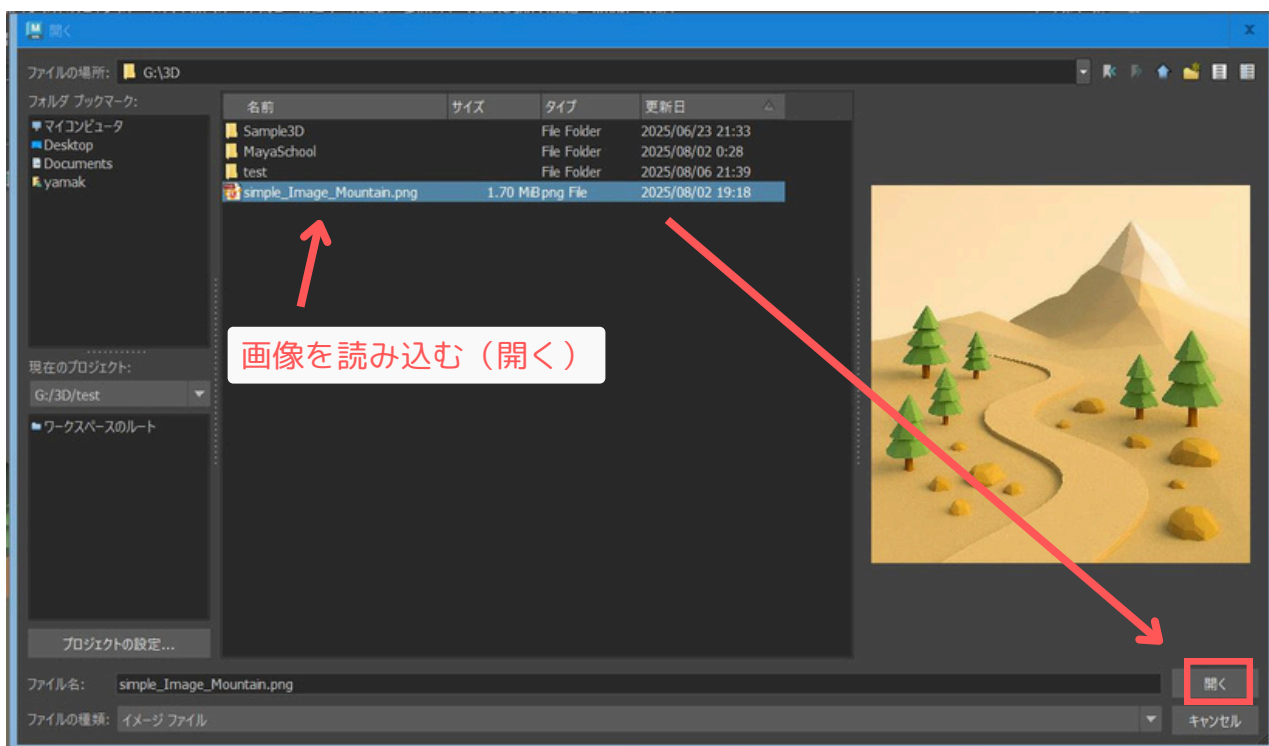 開く
ファイルの場所: G:\3D
フォルダ ブックマーク:
マイコンピュータ
Desktop
Documents
yamak
名前 サイズ タイプ 更新日
Sample3D File Folder 2025/06/23 21:33
MayaSchool File Folder 2025/08/02 0:28
test File Folder 2025/08/06 21:39
simple_Image_Mountain.png 1.70 MiB png File 2025/08/02 19:18
画像を読み込む（開く）
現在のプロジェクト:
G:/3D/test
ワークスペースのルート
プロジェクトの設定...
ファイル名: simple_Image_Mountain.png
開く
ファイルの種類: イメージ ファイル
キャンセル